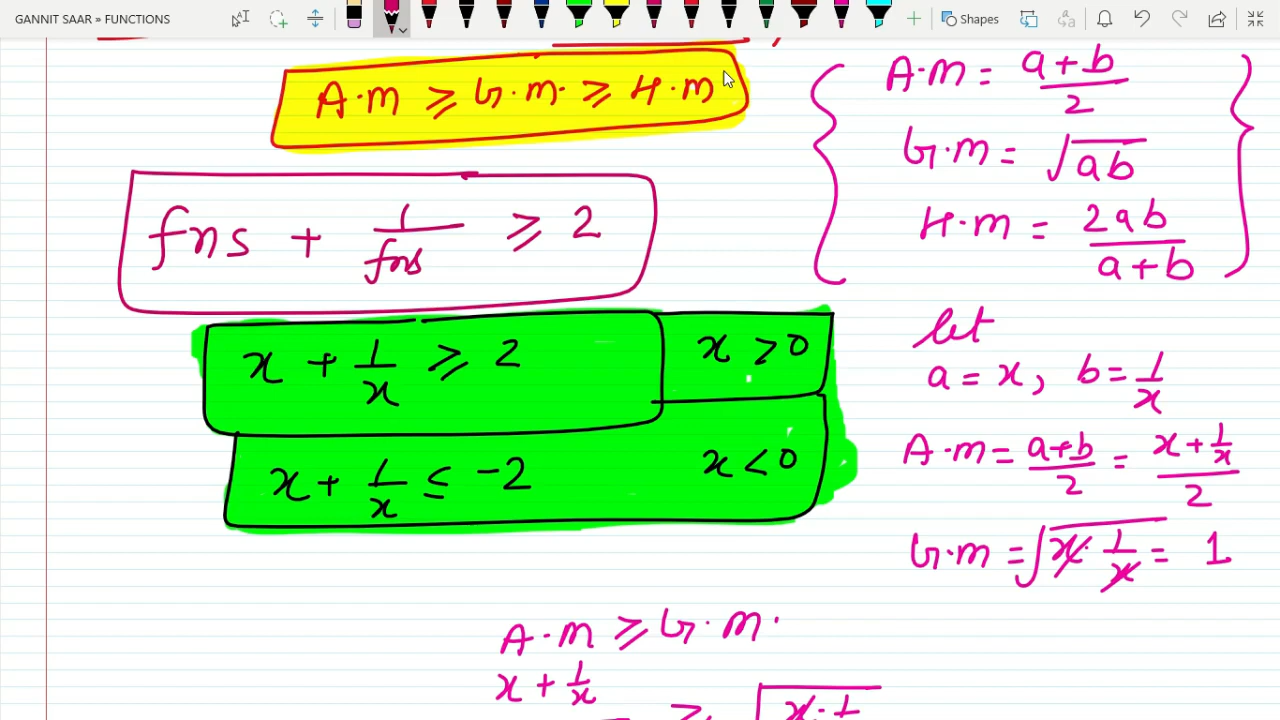 GANNIT SAAR » FUNCTIONS
Shapes
A·m ≥ G·m· ≥ H·m
fns + 1/fns ≥ 2
x + 1/x ≥ 2 x > 0
x + 1/x ≤ -2 x < 0
A·m = a+b/2
G·m = √ab
H·m = 2ab/a+b
let
a = x, b = 1/x
A·m = a+b/2 = x+1/x/2
G·m = √x· 1/x = 1
A·m ≥ G·m·
x + 1/x ≥ √x·1